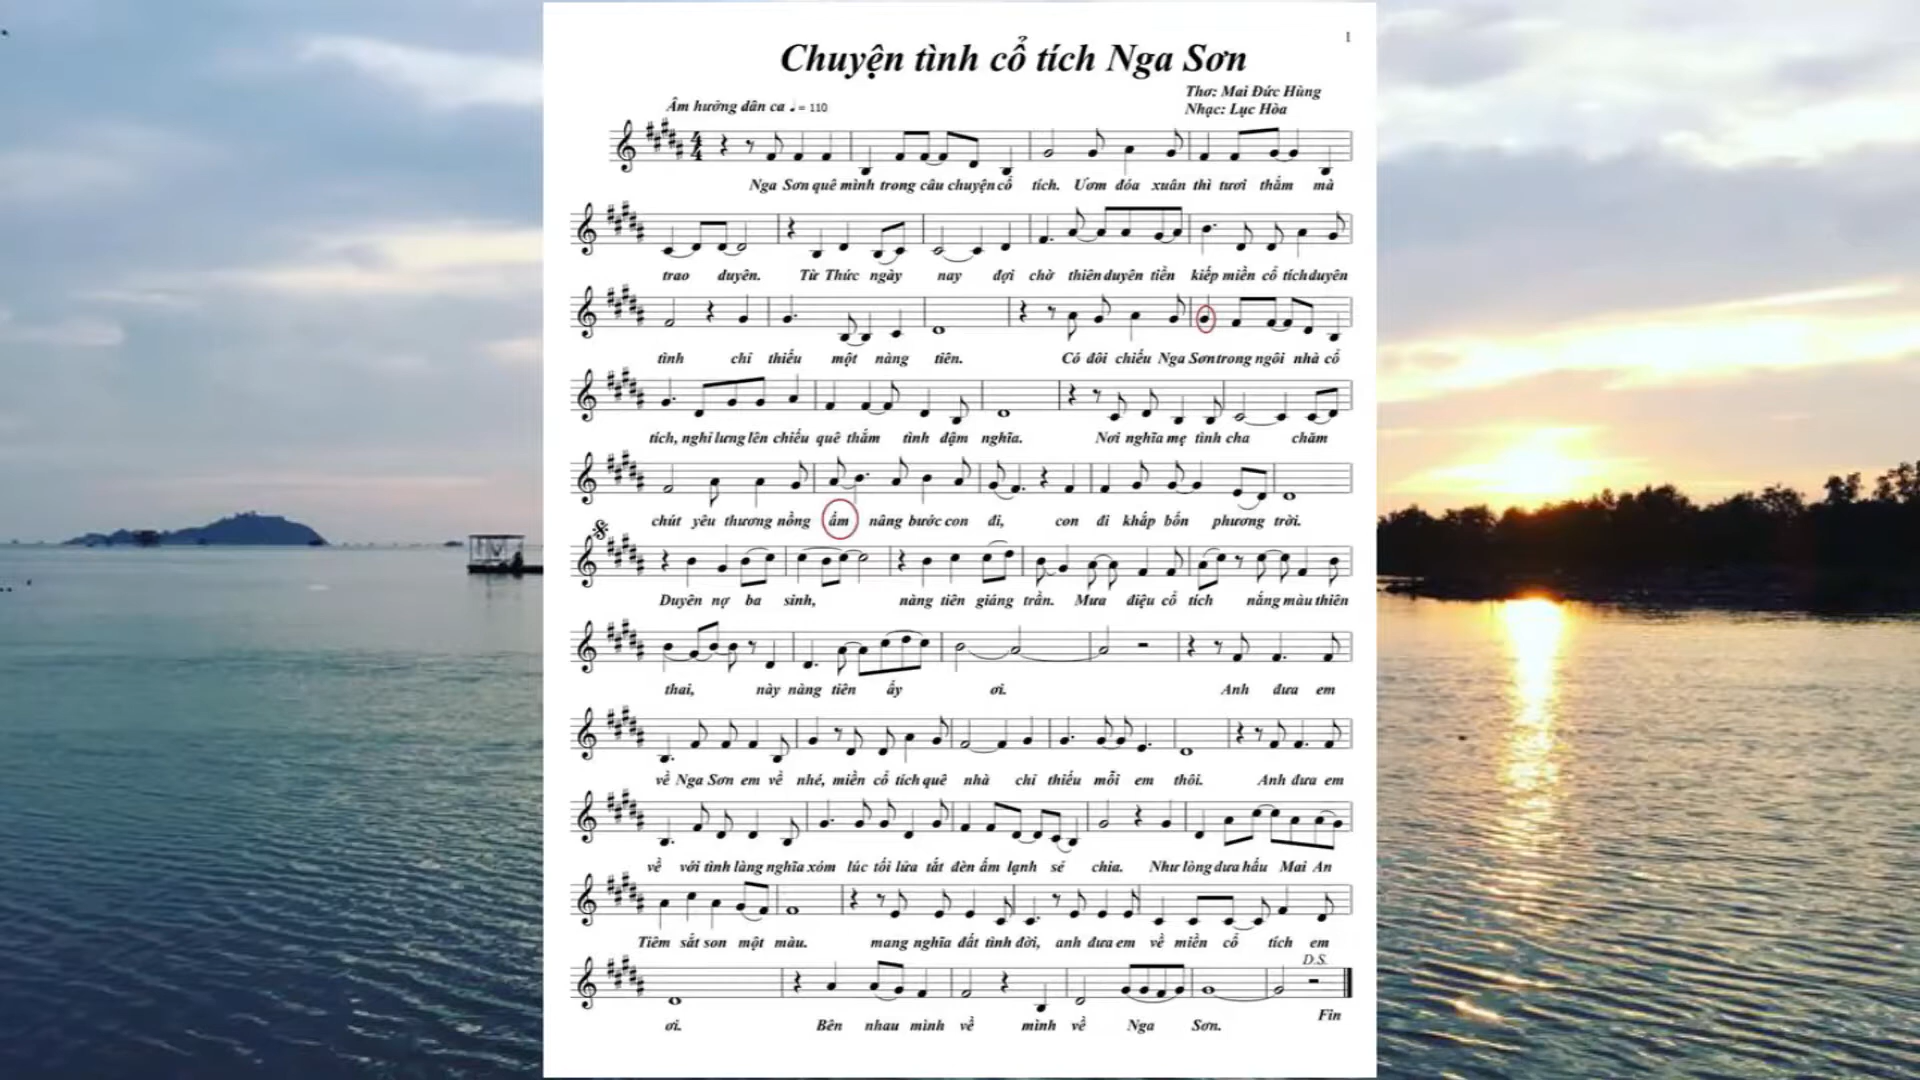 1
Chuyện tình cổ tích Nga Sơn
Thơ: Mai Đức Hùng
Âm hưởng dân ca ♩ = 110
Nhạc: Lục Hòa
Nga Sơn quê mình trong câu chuyện cổ tích. Ươm đóa xuân thì tươi thắm mà
trao duyên. Từ Thức ngày nay đợi chờ thiên duyên tiền kiếp miền cổ tích duyên
tình chỉ thiếu một nàng tiên. Có đôi chiếu Nga Sơn trong ngôi nhà cổ
tích, nghỉ lưng lên chiếu quê thắm tình đậm nghĩa. Nơi nghĩa mẹ tình cha chăm
chút yêu thương nồng ấm nâng bước con đi, con đi khắp bốn phương trời.
Duyên nợ ba sinh, nàng tiên giáng trần. Mưa diệu cổ tích nắng màu thiên
thai, này nàng tiên ấy ơi. Anh đưa em
về Nga Sơn em về nhé, miền cổ tích quê nhà chỉ thiếu mỗi em thôi. Anh đưa em
về với tình làng nghĩa xóm lúc tối lửa tắt đèn ấm lạnh sẻ chia. Như lòng dưa hấu Mai An
Tiêm sắt son một màu. mang nghĩa đất tình đời, anh đưa em về miền cổ tích em
D.S.
ơi. Bên nhau mình về mình về Nga Sơn.
Fin